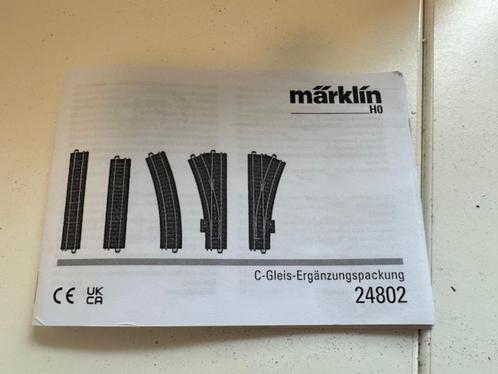 märklin
H0
C-Gleis-Ergänzungspackung
24802
CE UK
CA